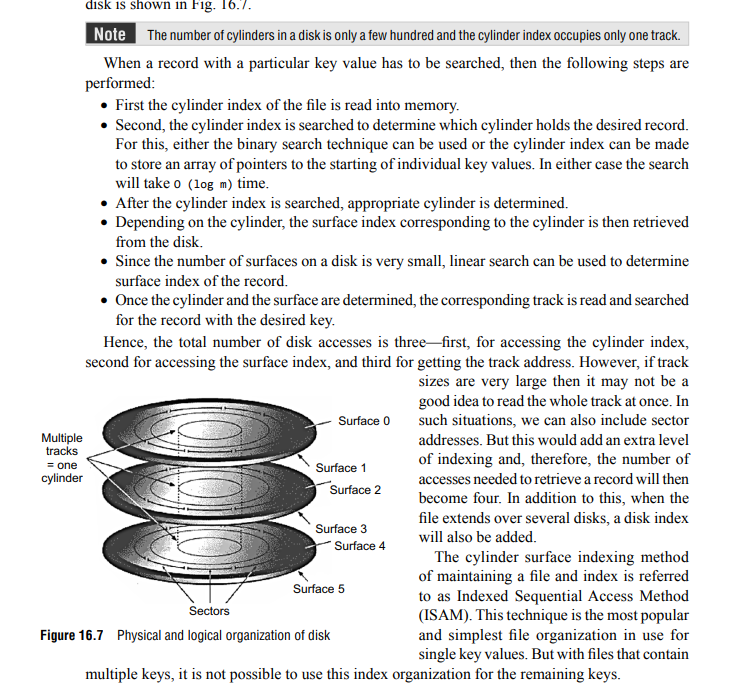 disk is shown in Fig. 16.7.
Note The number of cylinders in a disk is only a few hundred and the cylinder index occupies only one track.
When a record with a particular key value has to be searched, then the following steps are
performed:
• First the cylinder index of the file is read into memory.
• Second, the cylinder index is searched to determine which cylinder holds the desired record.
For this, either the binary search technique can be used or the cylinder index can be made
to store an array of pointers to the starting of individual key values. In either case the search
will take O (log m) time.
• After the cylinder index is searched, appropriate cylinder is determined.
• Depending on the cylinder, the surface index corresponding to the cylinder is then retrieved
from the disk.
• Since the number of surfaces on a disk is very small, linear search can be used to determine
surface index of the record.
• Once the cylinder and the surface are determined, the corresponding track is read and searched
for the record with the desired key.
Hence, the total number of disk accesses is three—first, for accessing the cylinder index,
second for accessing the surface index, and third for getting the track address. However, if track
sizes are very large then it may not be a
good idea to read the whole track at once. In
such situations, we can also include sector
addresses. But this would add an extra level
of indexing and, therefore, the number of
accesses needed to retrieve a record will then
become four. In addition to this, when the
file extends over several disks, a disk index
will also be added.
The cylinder surface indexing method
of maintaining a file and index is referred
to as Indexed Sequential Access Method
(ISAM). This technique is the most popular
and simplest file organization in use for
single key values. But with files that contain
multiple keys, it is not possible to use this index organization for the remaining keys.
Multiple
tracks
= one
cylinder
Surface 0
Surface 1
Surface 2
Surface 3
Surface 4
Surface 5
Sectors
Figure 16.7 Physical and logical organization of disk